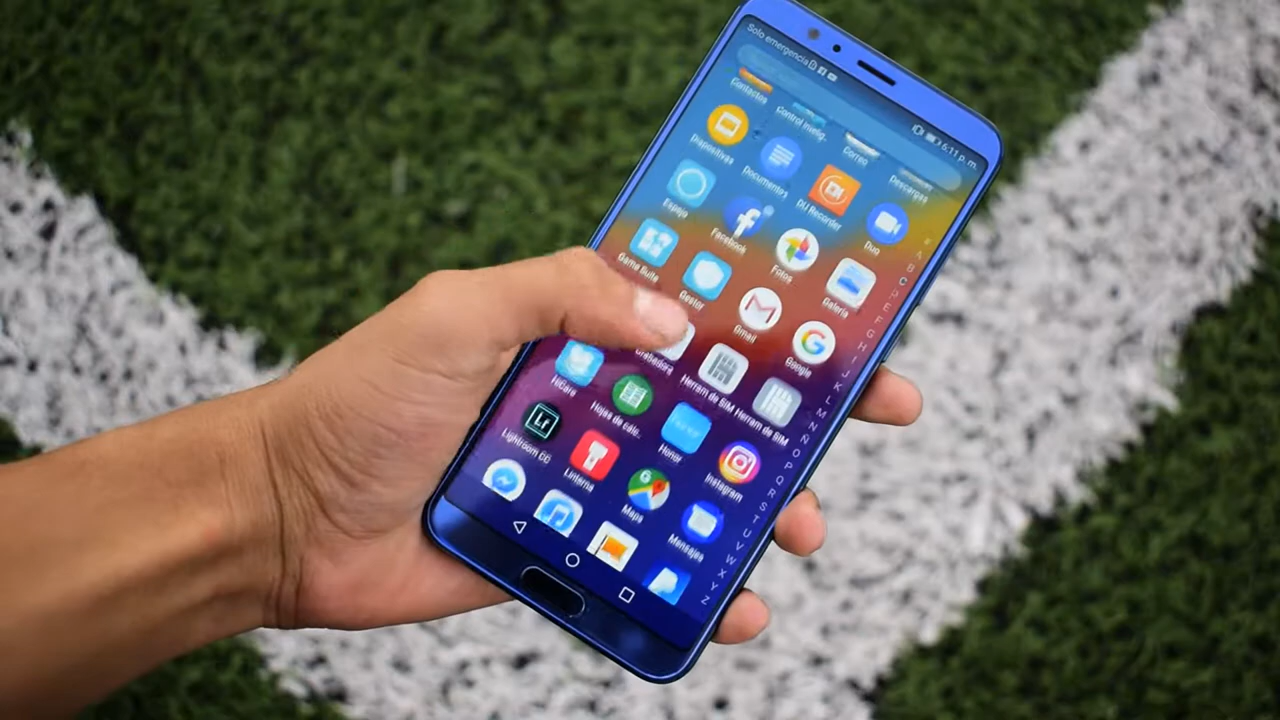 Solo emergencia
6:11 p. m.
Contactos
Control intelig.
Correo
Descargas
Diapositivas
Documentos
DU Recorder
Duo
Espejo
Facebook
Fotos
Galería
Game Suite
Gestor
Gmail
Google
Grabadora
Herram de SIM
Herram de SIM
HiCare
Hojas de cálc..
Honor
Instagram
Lightroom CC
Lf
Linterna
Maps
Mensajes
#
A
B
C
D
E
F
G
H
I
J
K
L
M
N
Ñ
O
P
Q
R
S
T
U
V
W
X
Y
Z